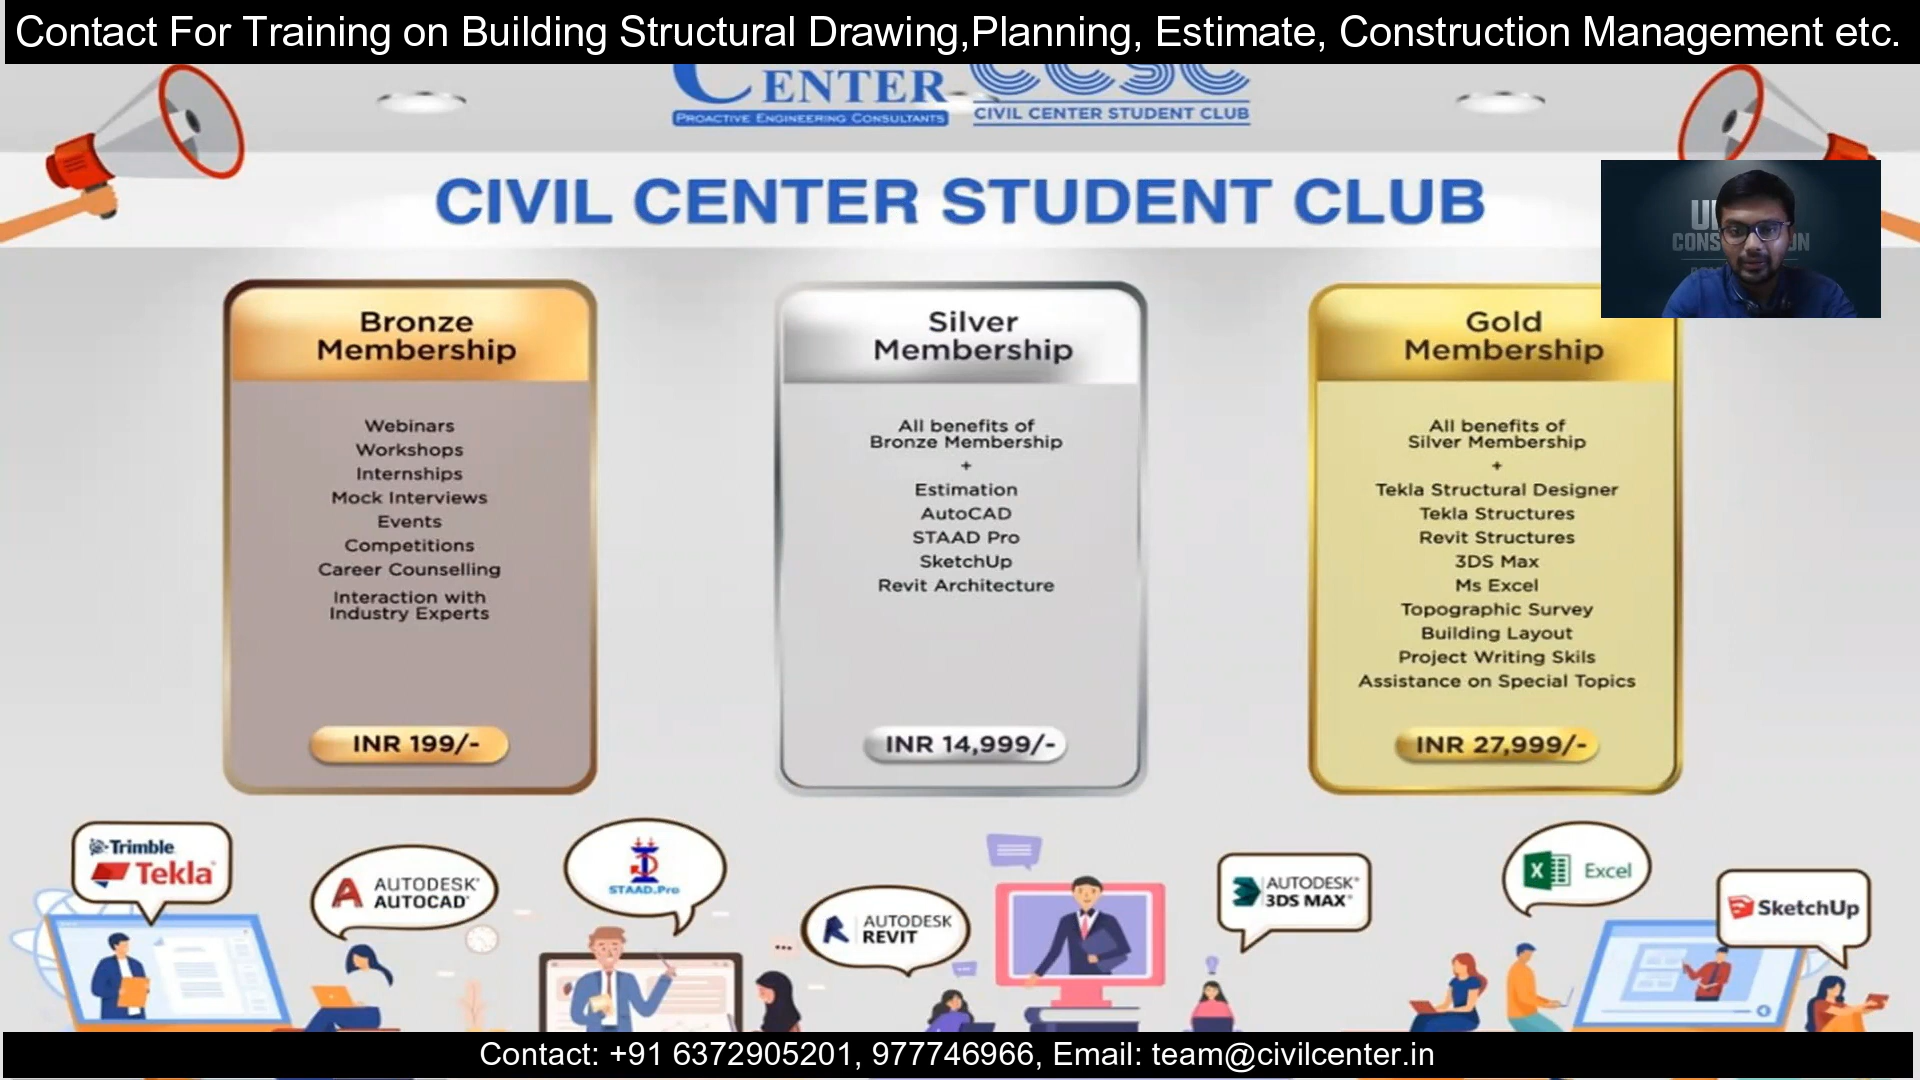 Contact For Training on Building Structural Drawing,Planning, Estimate, Construction Management etc.
CENTER
PROACTIVE ENGINEERING CONSULTANTS
CCSC
CIVIL CENTER STUDENT CLUB
CIVIL CENTER STUDENT CLUB
Bronze
Membership
Webinars
Workshops
Internships
Mock Interviews
Events
Competitions
Career Counselling
Interaction with
Industry Experts
INR 199/-
Silver
Membership
All benefits of
Bronze Membership
+
Estimation
AutoCAD
STAAD Pro
SketchUp
Revit Architecture
INR 14,999/-
Gold
Membership
All benefits of
Silver Membership
+
Tekla Structural Designer
Tekla Structures
Revit Structures
3DS Max
Ms Excel
Topographic Survey
Building Layout
Project Writing Skils
Assistance on Special Topics
INR 27,999/-
Trimble
Tekla
AUTODESK
AUTOCAD
STAAD.Pro
AUTODESK
REVIT
AUTODESK
3DS MAX
Excel
SketchUp
Contact: +91 6372905201, 977746966, Email: team@civilcenter.in